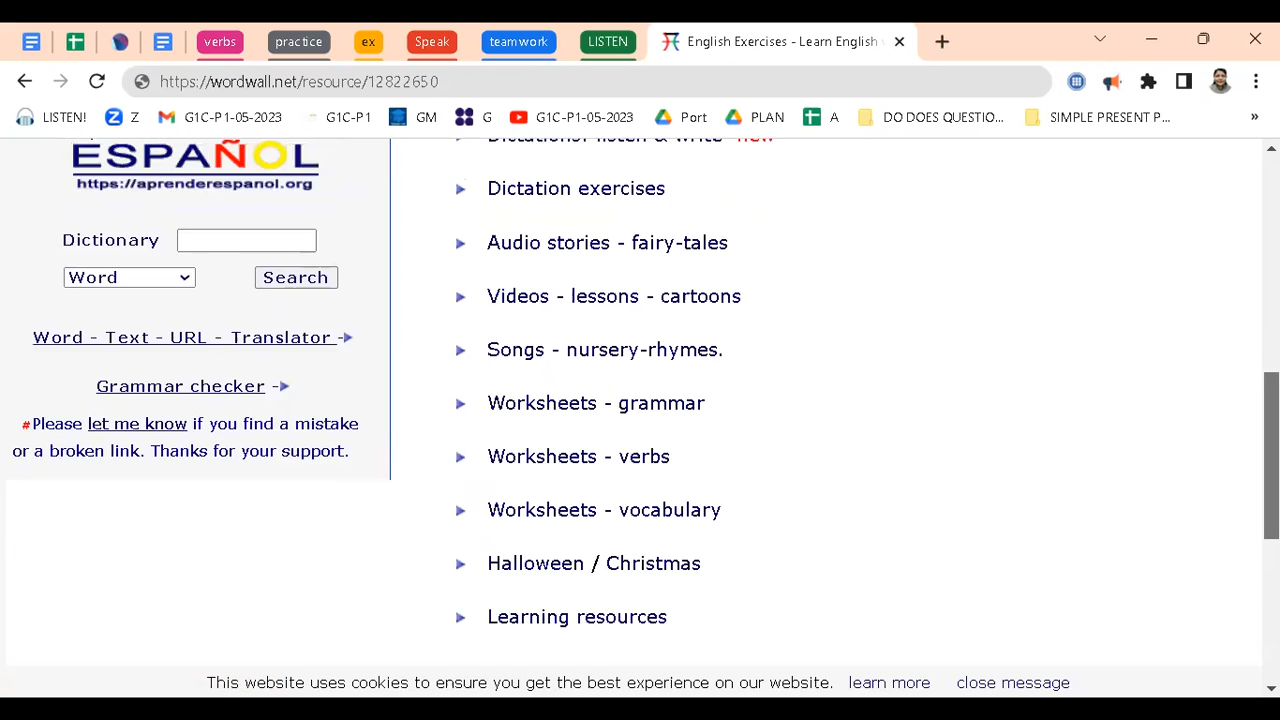 verbs practice ex Speak teamwork LISTEN English Exercises - Learn English
https://wordwall.net/resource/12822650
LISTEN! Z G1C-P1-05-2023 G1C-P1 GM G G1C-P1-05-2023 Port PLAN A DO DOES QUESTIO... SIMPLE PRESENT P... »
Dictations: listen & write new
ESPAÑOL
https://aprenderespanol.org
Dictation exercises
Dictionary
Audio stories - fairy-tales
Word Search
Videos - lessons - cartoons
Word - Text - URL - Translator
Songs - nursery-rhymes.
Grammar checker
Worksheets - grammar
#Please let me know if you find a mistake
or a broken link. Thanks for your support.
Worksheets - verbs
Worksheets - vocabulary
Halloween / Christmas
Learning resources
This website uses cookies to ensure you get the best experience on our website. learn more close message